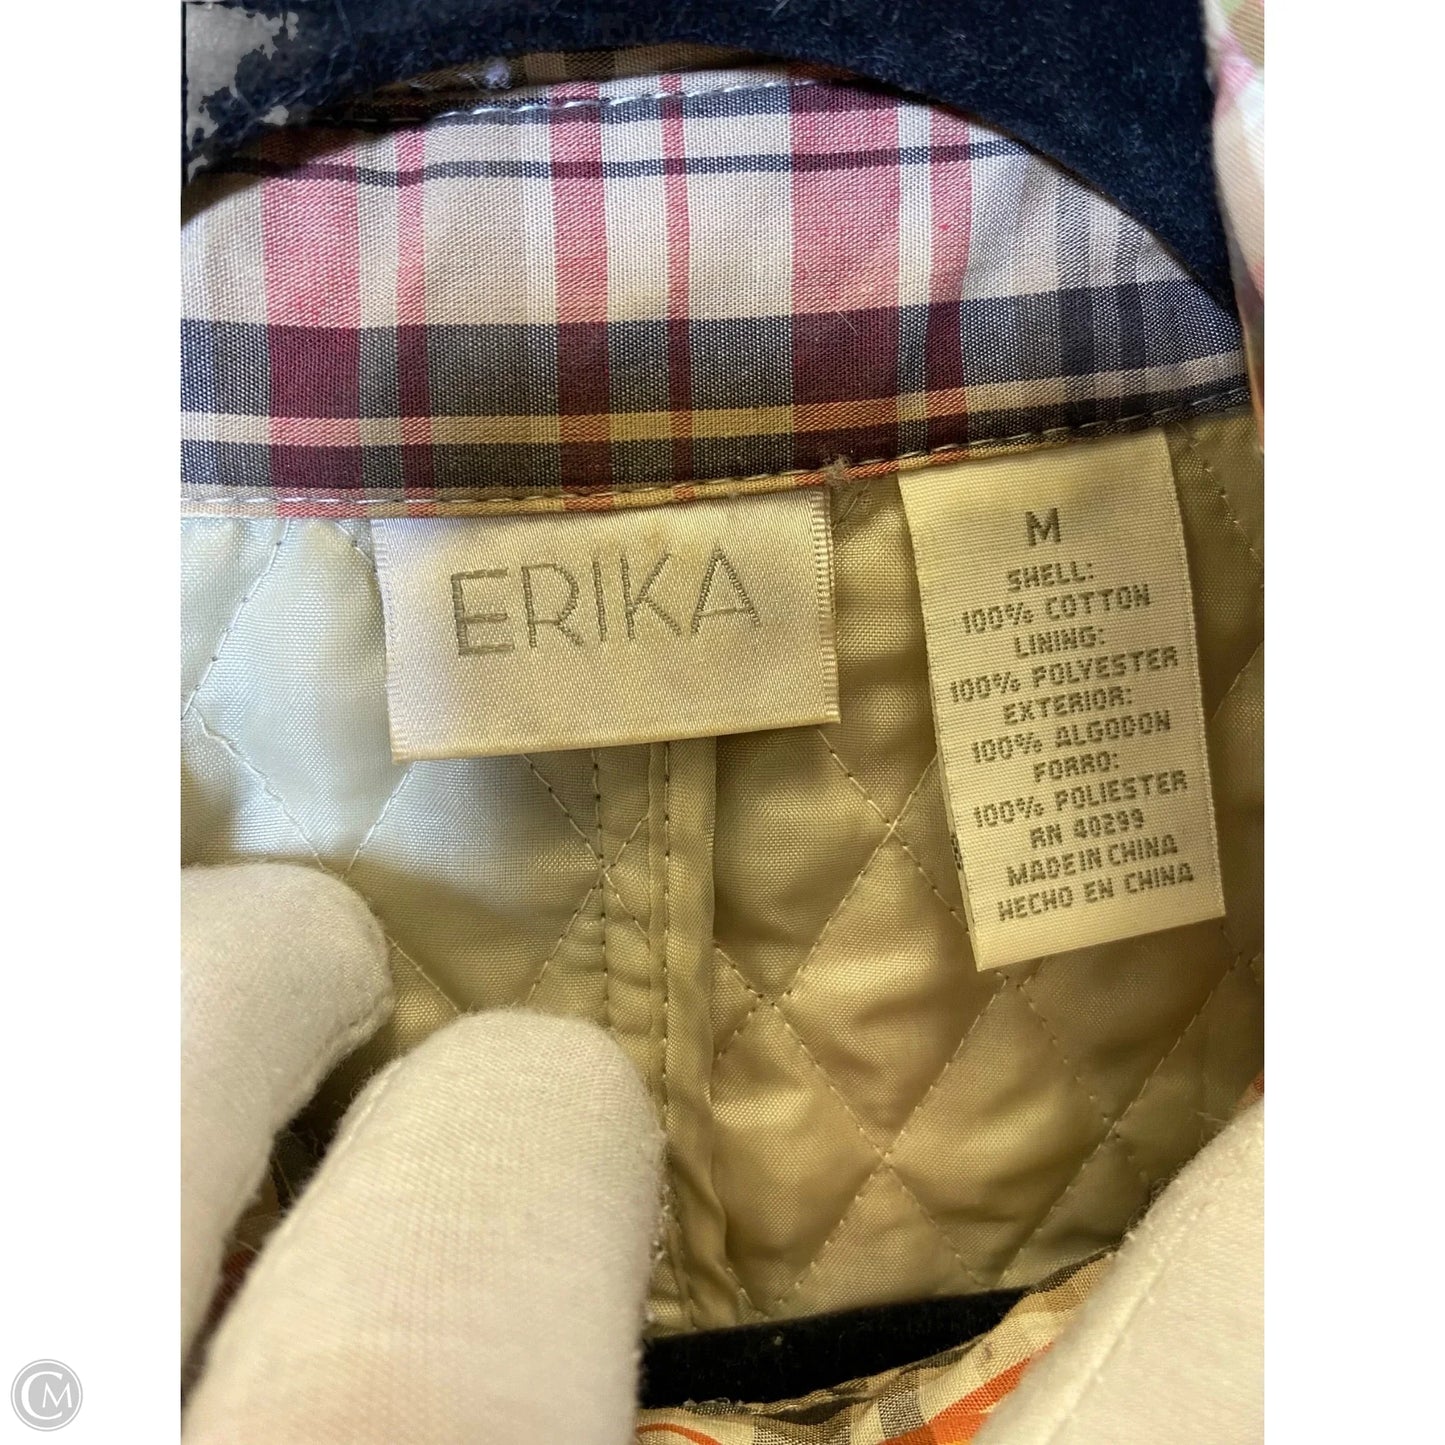 ERIKA
M
SHELL:
100% COTTON
LINING:
100% POLYESTER
EXTERIOR:
100% ALGODON
FORRO:
100% POLIESTER
RN 40299
MADE IN CHINA
HECHO EN CHINA
CM